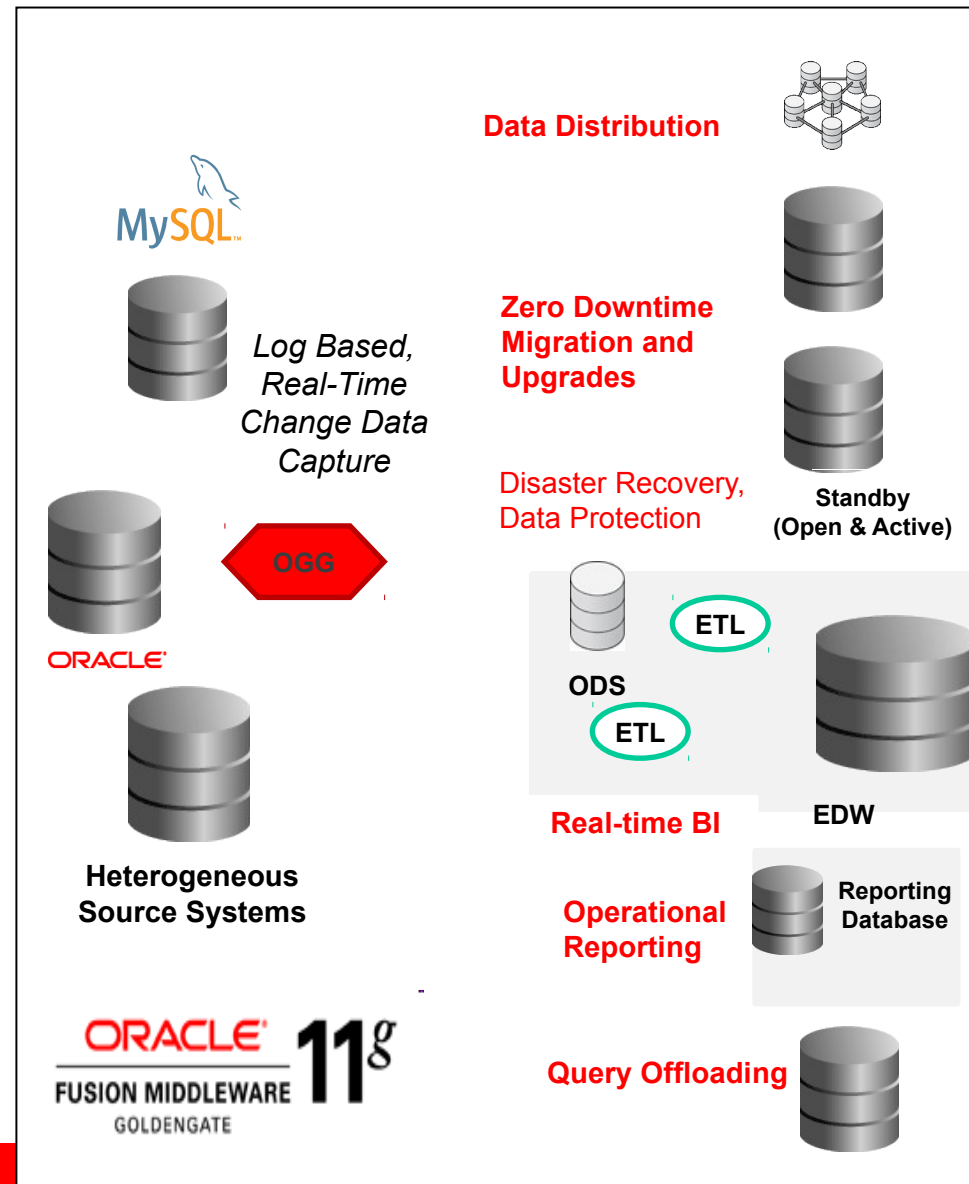 Data Distribution
MySQL™
Zero Downtime
Migration and
Upgrades
Log Based,
Real-Time
Change Data
Capture
Disaster Recovery,
Data Protection
Standby
(Open & Active)
OGG
ETL
ORACLE
ODS
ETL
Real-time BI
EDW
Heterogeneous
Source Systems
Reporting
Database
Operational
Reporting
ORACLE 11g
FUSION MIDDLEWARE
GOLDENGATE
Query Offloading